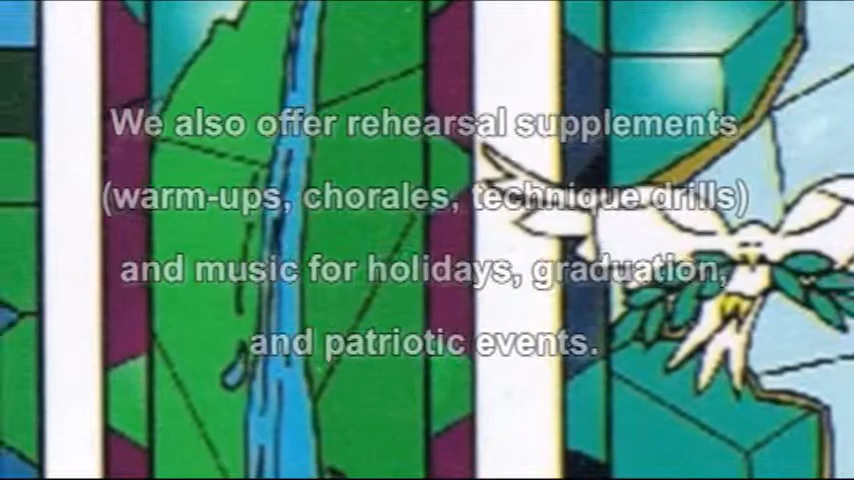 We also offer rehearsal supplements
(warm-ups, chorales, technique drills)
and music for holidays, graduation,
and patriotic events.